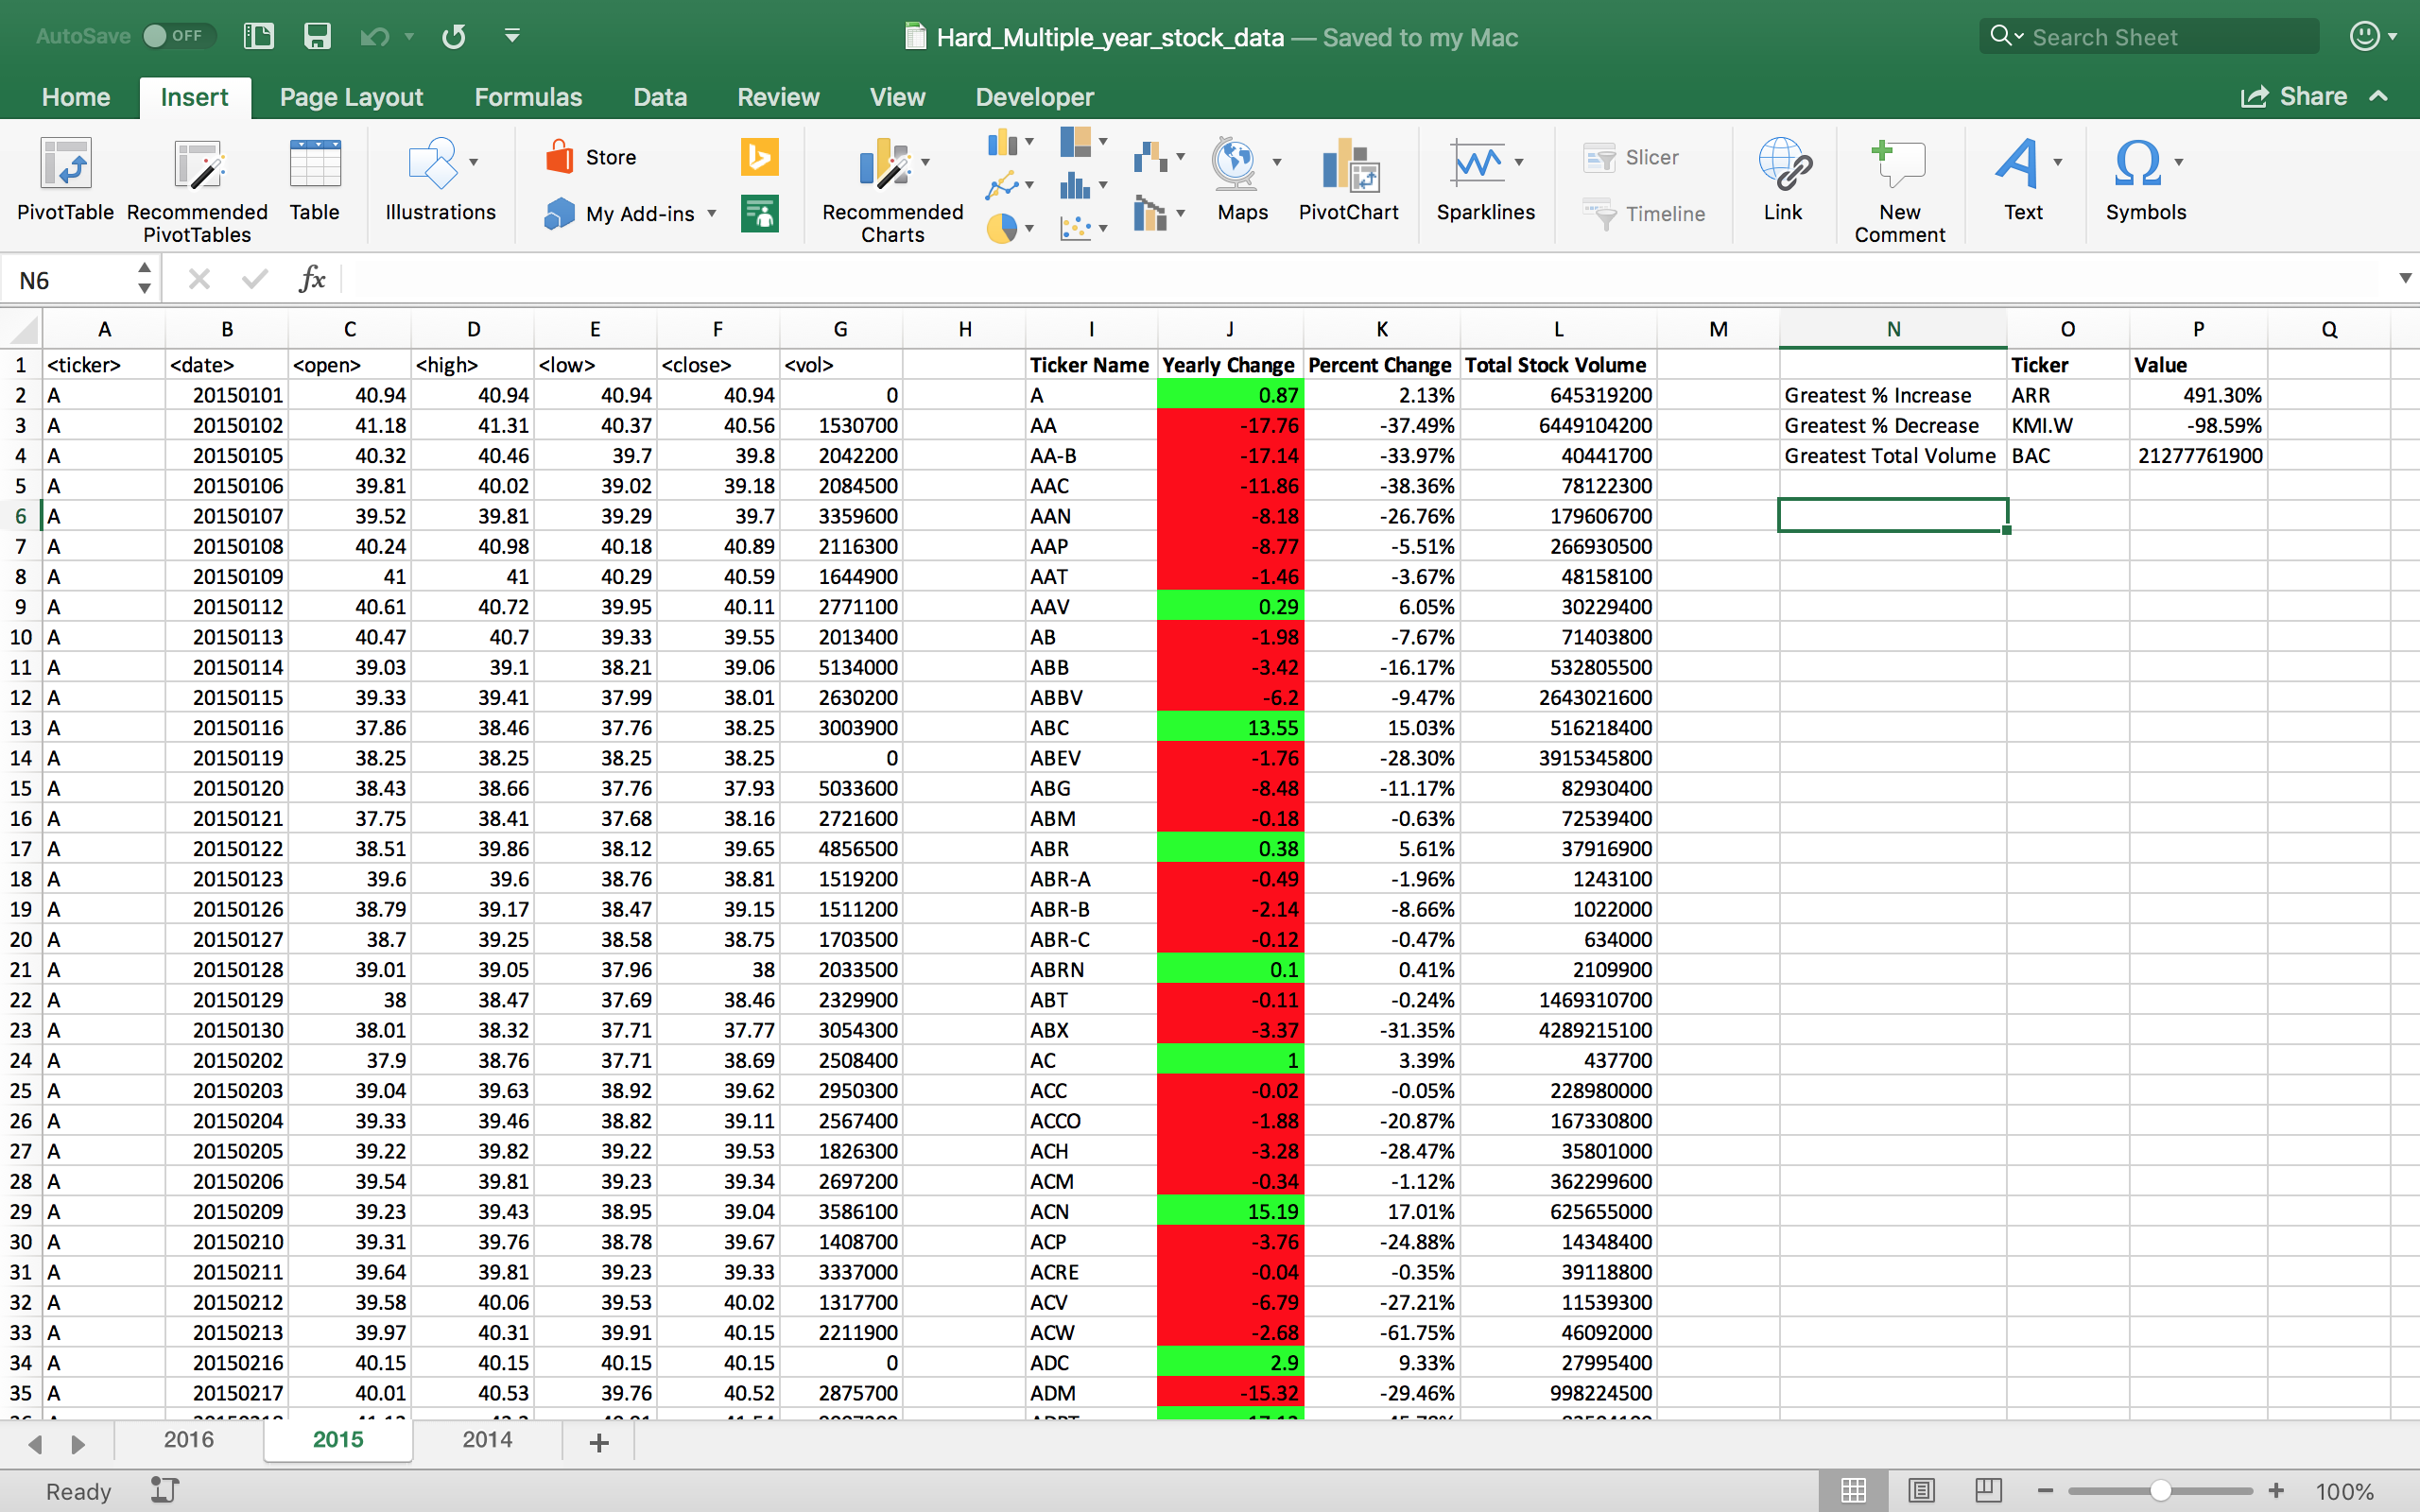 AutoSave OFF Hard_Multiple_year_stock_data — Saved to my Mac Search Sheet
Home Insert Page Layout Formulas Data Review View Developer Share
Store
Slicer
PivotTable Recommended PivotTables Table Illustrations My Add-ins Recommended Charts Maps PivotChart Sparklines Timeline Link New Comment Text Symbols
N6 fx
A B C D E F G H I J K L M N O P Q
1 <ticker> <date> <open> <high> <low> <close> <vol> Ticker Name Yearly Change Percent Change Total Stock Volume Ticker Value
2 A 20150101 40.94 40.94 40.94 40.94 0 A 0.87 2.13% 645319200 Greatest % Increase ARR 491.30%
3 A 20150102 41.18 41.31 40.37 40.56 1530700 AA -17.76 -37.49% 6449104200 Greatest % Decrease KMI.W -98.59%
4 A 20150105 40.32 40.46 39.7 39.8 2042200 AA-B -17.14 -33.97% 40441700 Greatest Total Volume BAC 21277761900
5 A 20150106 39.81 40.02 39.02 39.18 2084500 AAC -11.86 -38.36% 78122300
6 A 20150107 39.52 39.81 39.29 39.7 3359600 AAN -8.18 -26.76% 179606700
7 A 20150108 40.24 40.98 40.18 40.89 2116300 AAP -8.77 -5.51% 266930500
8 A 20150109 41 41 40.29 40.59 1644900 AAT -1.46 -3.67% 48158100
9 A 20150112 40.61 40.72 39.95 40.11 2771100 AAV 0.29 6.05% 30229400
10 A 20150113 40.47 40.7 39.33 39.55 2013400 AB -1.98 -7.67% 71403800
11 A 20150114 39.03 39.1 38.21 39.06 5134000 ABB -3.42 -16.17% 532805500
12 A 20150115 39.33 39.41 37.99 38.01 2630200 ABBV -6.2 -9.47% 2643021600
13 A 20150116 37.86 38.46 37.76 38.25 3003900 ABC 13.55 15.03% 516218400
14 A 20150119 38.25 38.25 38.25 38.25 0 ABEV -1.76 -28.30% 3915345800
15 A 20150120 38.43 38.66 37.76 37.93 5033600 ABG -8.48 -11.17% 82930400
16 A 20150121 37.75 38.41 37.68 38.16 2721600 ABM -0.18 -0.63% 72539400
17 A 20150122 38.51 39.86 38.12 39.65 4856500 ABR 0.38 5.61% 37916900
18 A 20150123 39.6 39.6 38.76 38.81 1519200 ABR-A -0.49 -1.96% 1243100
19 A 20150126 38.79 39.17 38.47 39.15 1511200 ABR-B -2.14 -8.66% 1022000
20 A 20150127 38.7 39.25 38.58 38.75 1703500 ABR-C -0.12 -0.47% 634000
21 A 20150128 39.01 39.05 37.96 38 2033500 ABRN 0.1 0.41% 2109900
22 A 20150129 38 38.47 37.69 38.46 2329900 ABT -0.11 -0.24% 1469310700
23 A 20150130 38.01 38.32 37.71 37.77 3054300 ABX -3.37 -31.35% 4289215100
24 A 20150202 37.9 38.76 37.71 38.69 2508400 AC 1 3.39% 437700
25 A 20150203 39.04 39.63 38.92 39.62 2950300 ACC -0.02 -0.05% 228980000
26 A 20150204 39.33 39.46 38.82 39.11 2567400 ACCO -1.88 -20.87% 167330800
27 A 20150205 39.22 39.82 39.22 39.53 1826300 ACH -3.28 -28.47% 35801000
28 A 20150206 39.54 39.81 39.23 39.34 2697200 ACM -0.34 -1.12% 362299600
29 A 20150209 39.23 39.43 38.95 39.04 3586100 ACN 15.19 17.01% 625655000
30 A 20150210 39.31 39.76 38.78 39.67 1408700 ACP -3.76 -24.88% 14348400
31 A 20150211 39.64 39.81 39.23 39.33 3337000 ACRE -0.04 -0.35% 39118800
32 A 20150212 39.58 40.06 39.53 40.02 1317700 ACV -6.79 -27.21% 11539300
33 A 20150213 39.97 40.31 39.91 40.15 2211900 ACW -2.68 -61.75% 46092000
34 A 20150216 40.15 40.15 40.15 40.15 0 ADC 2.9 9.33% 27995400
35 A 20150217 40.01 40.53 39.76 40.52 2875700 ADM -15.32 -29.46% 998224500
2016 2015 2014
Ready 100%